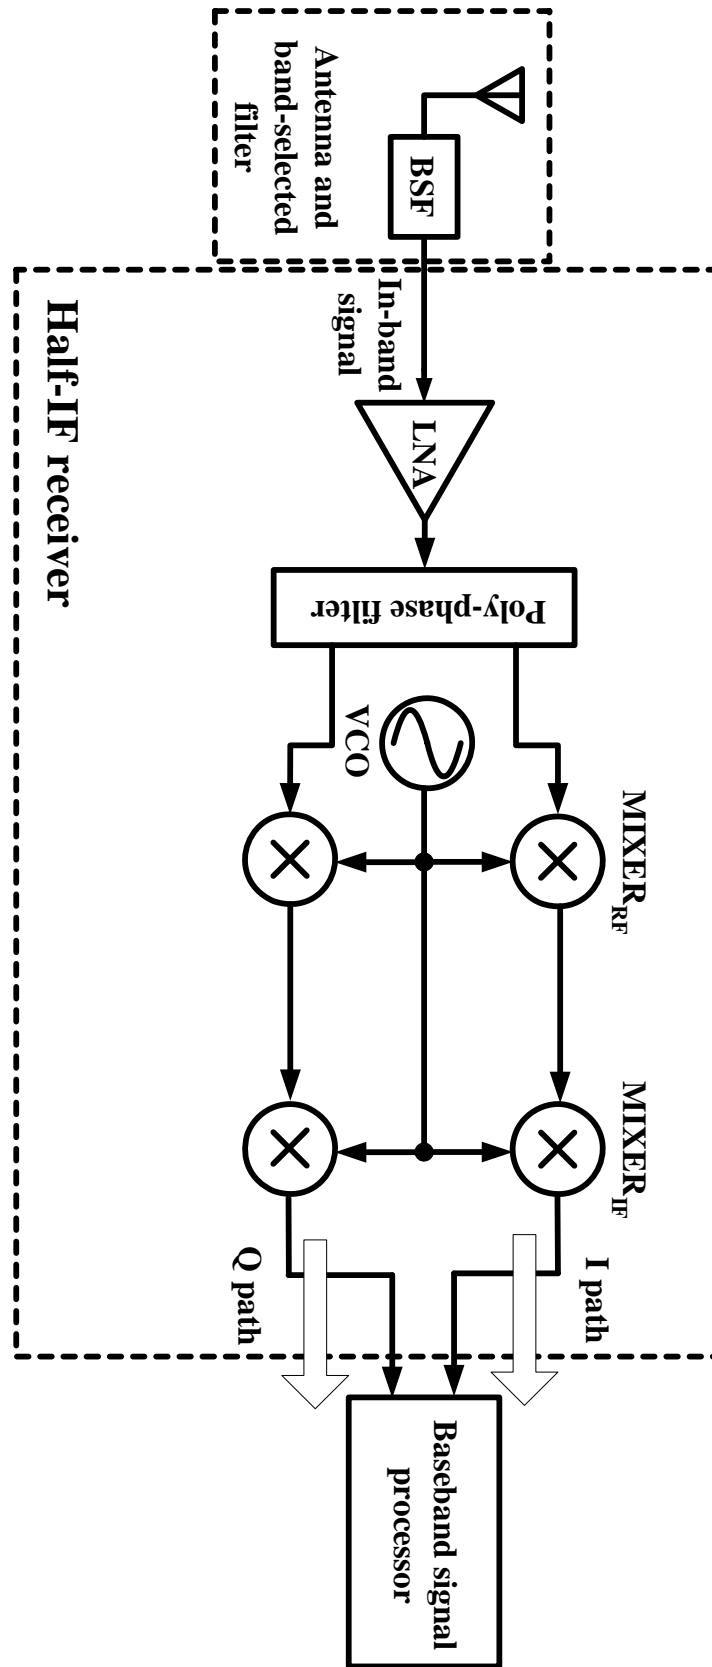 Antenna and
band-selected
filter
BSF
In-band
signal
LNA
Poly-phase filter
VCO
MIXER_RF
MIXER_IF
I path
Q path
Baseband signal
processor
Half-IF receiver